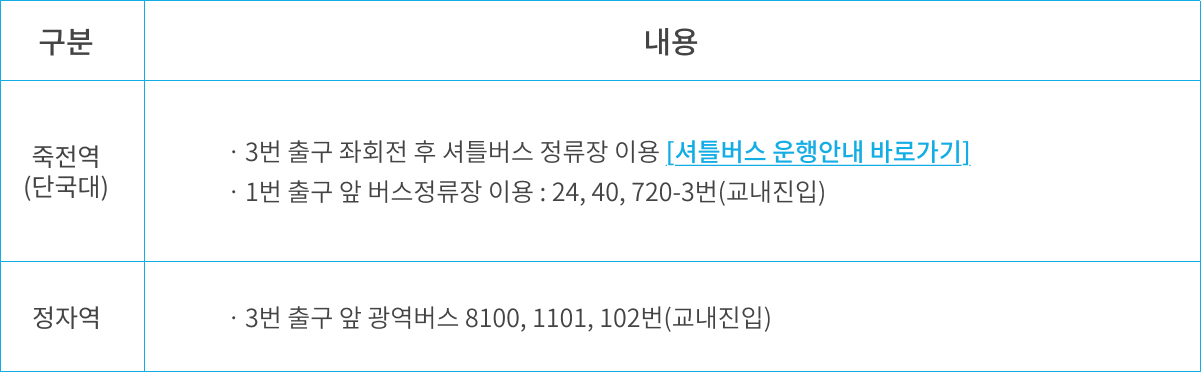 구분
내용
죽전역
(단국대)
· 3번 출구 좌회전 후 셔틀버스 정류장 이용 [셔틀버스 운행안내 바로가기]
· 1번 출구 앞 버스정류장 이용 : 24, 40, 720-3번(교내진입)
정자역
· 3번 출구 앞 광역버스 8100, 1101, 102번(교내진입)